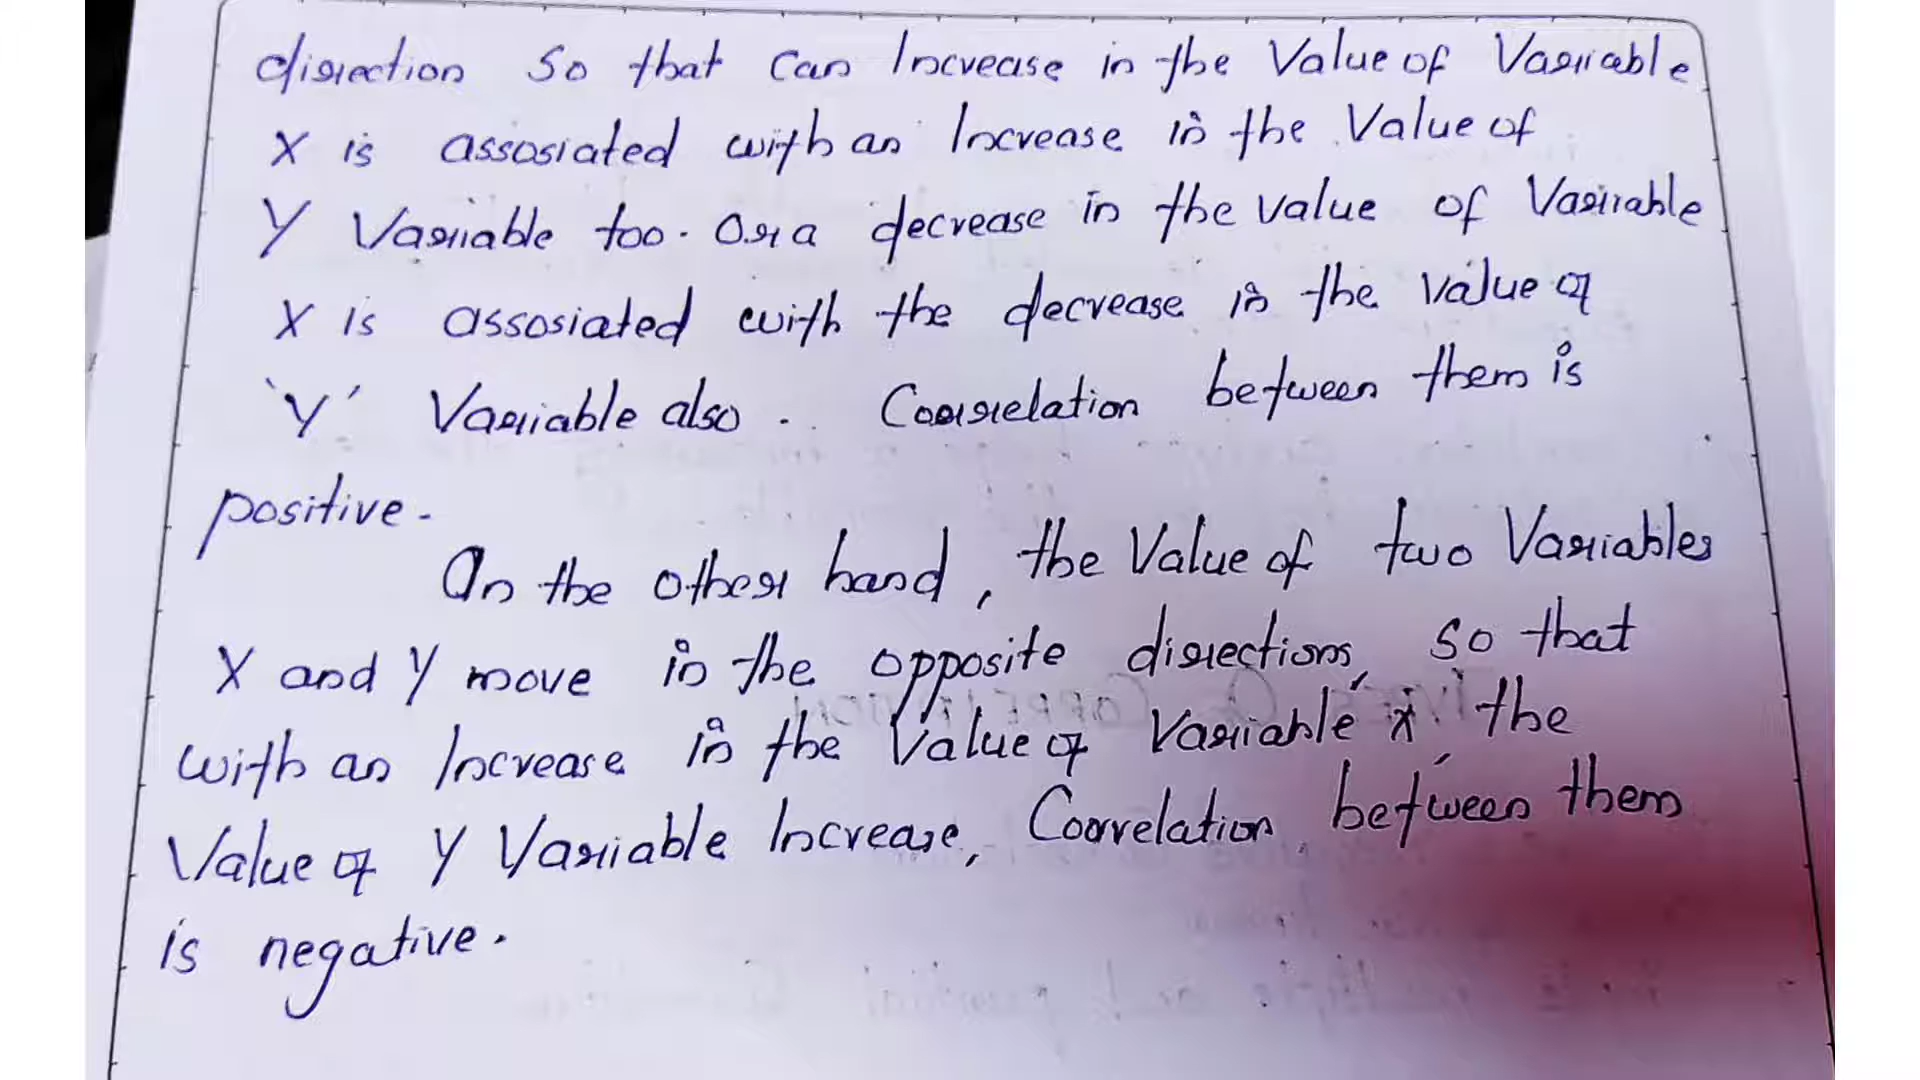 direction so that can Increase in the Value of Variable
X is assosiated with an Increase in the Value of
Y Variable too. Or a decrease in the value of Variable
X is assosiated with the decrease in the value of
'Y' Variable also. Correlation between them is
positive.
On the other hand, the Value of two Variables
X and Y move in the opposite directions, so that
with an Increase in the Value of Variable 'x' the
Value of Y Variable Increase, Correlation between them
is negative.